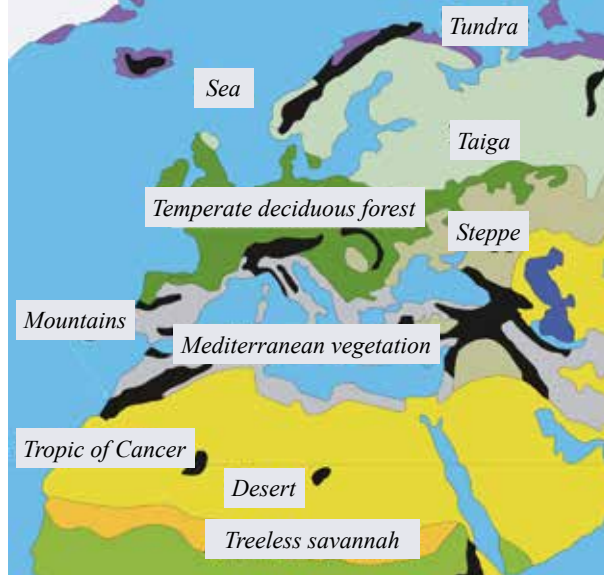 Tundra
Sea
Taiga
Temperate deciduous forest
Steppe
Mountains
Mediterranean vegetation
Tropic of Cancer
Desert
Treeless savannah